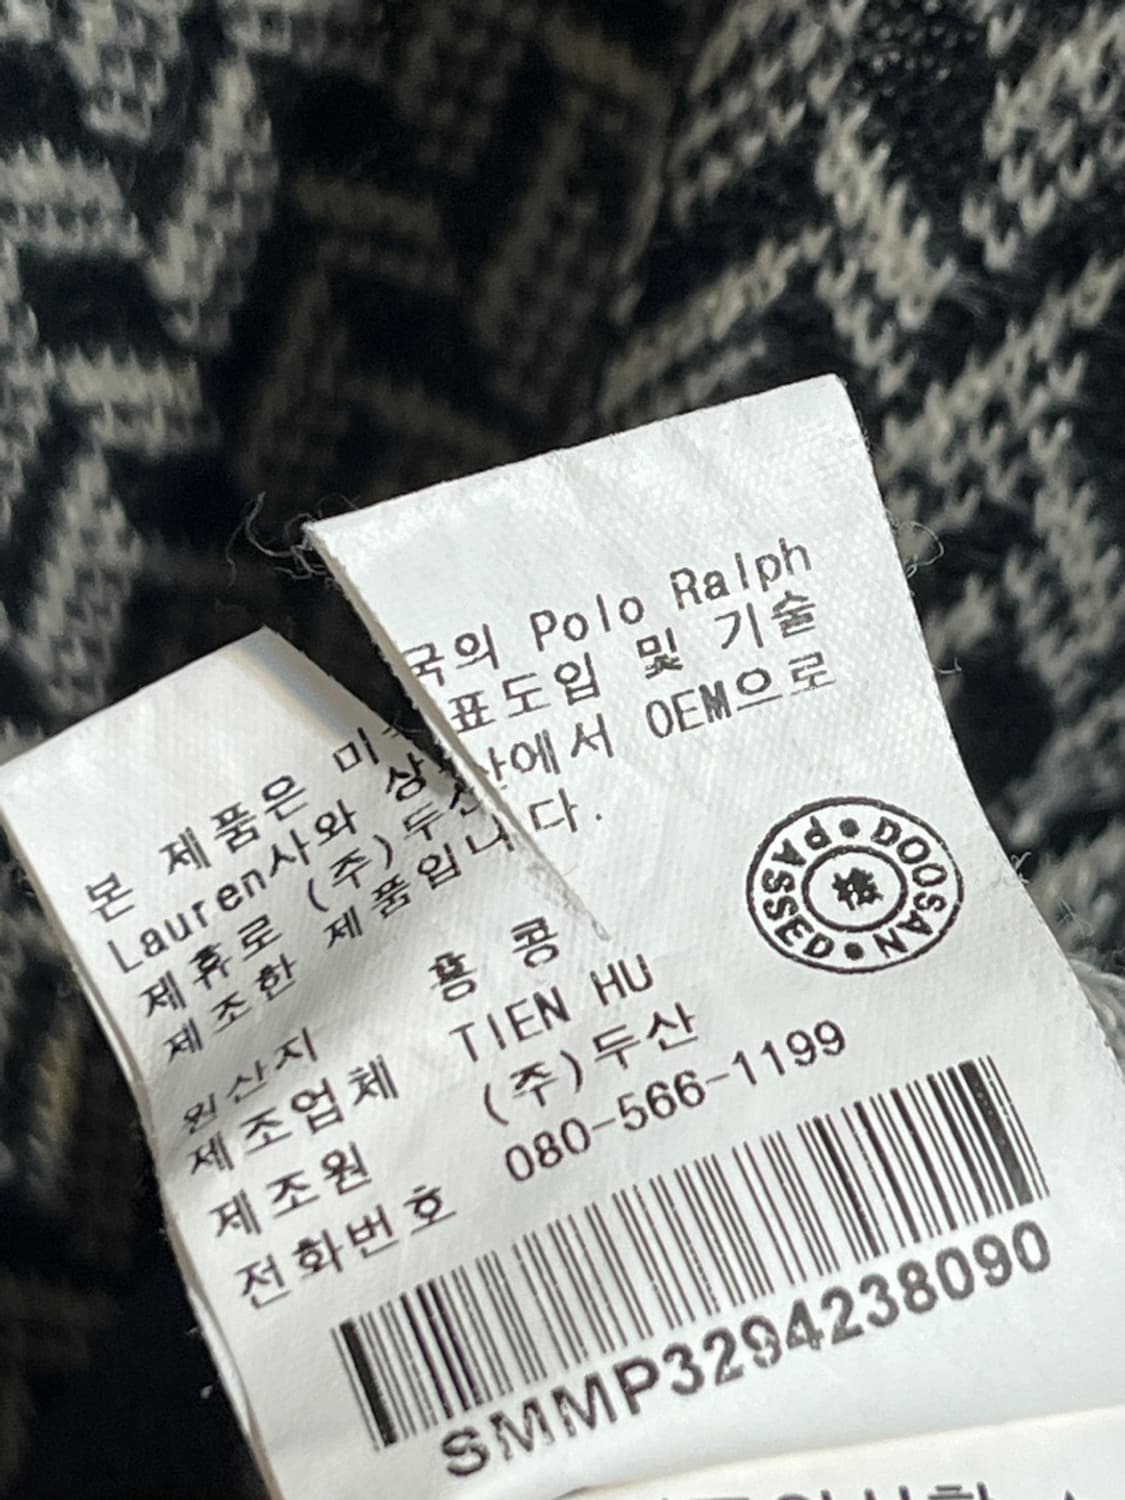 본 제품은 미국의 Polo Ralph
Lauren사와 상표도입 및 기술
제휴로 (주)두산에서 OEM으로
제조한 제품입니다.
원산지 홍콩
제조업체 TIEN HU
제조원 (주)두산
전화번호 080-566-1199
DOOSAN • PASSED •
SMMP3294238090